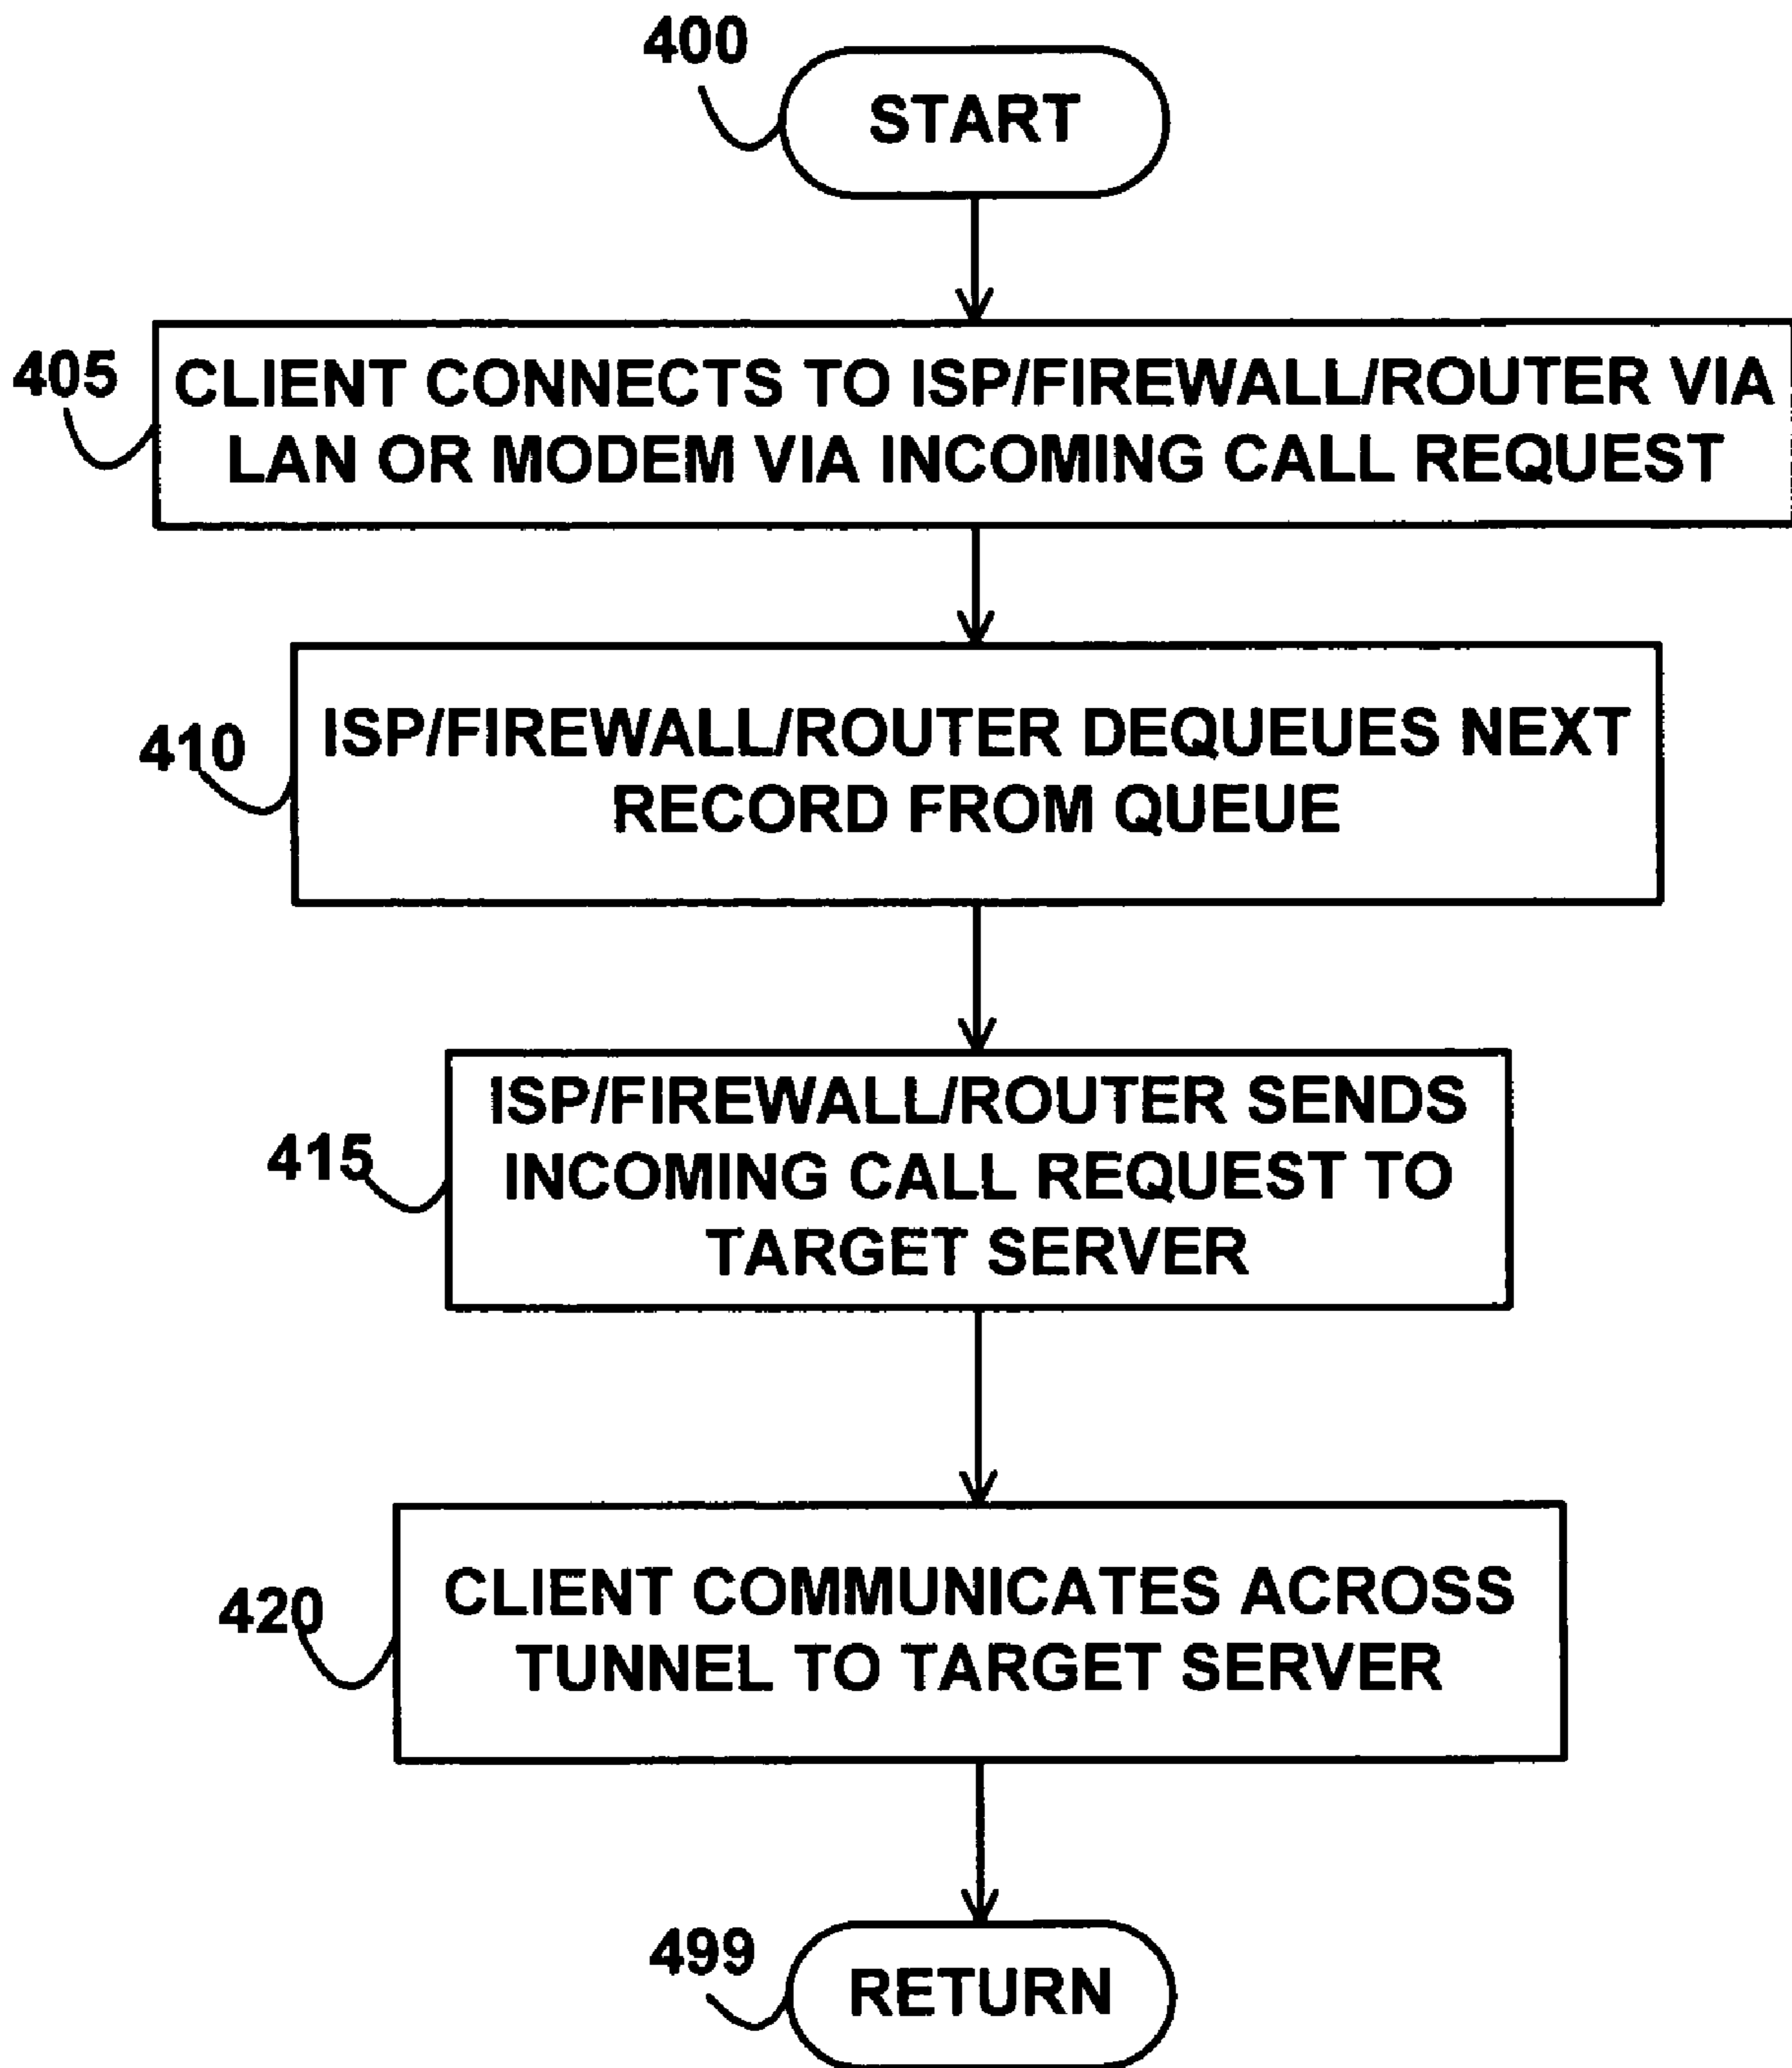 400
START
405
CLIENT CONNECTS TO ISP/FIREWALL/ROUTER VIA
LAN OR MODEM VIA INCOMING CALL REQUEST
410
ISP/FIREWALL/ROUTER DEQUEUES NEXT
RECORD FROM QUEUE
415
ISP/FIREWALL/ROUTER SENDS
INCOMING CALL REQUEST TO
TARGET SERVER
420
CLIENT COMMUNICATES ACROSS
TUNNEL TO TARGET SERVER
499
RETURN